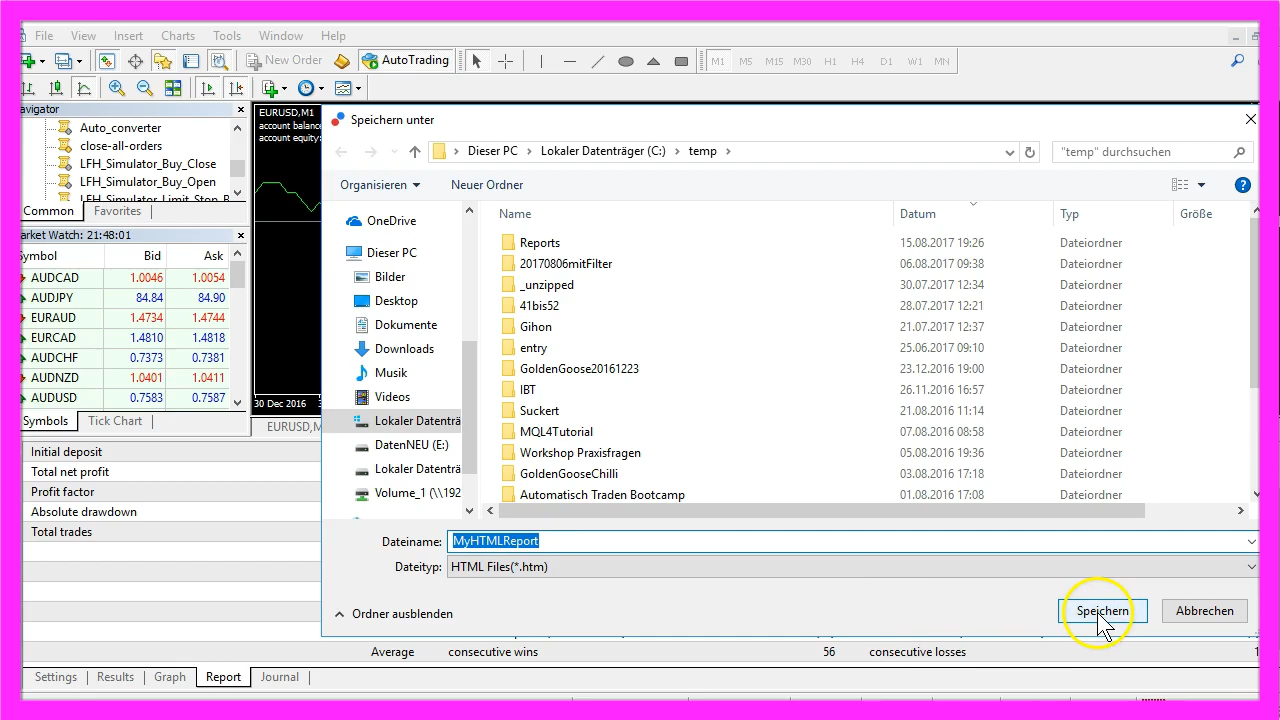 File View Insert Charts Tools Window Help
New Order AutoTrading M1 M5 M15 M30 H1 H4 D1 W1 MN
avigator
Auto_converter
close-all-orders
LFH_Simulator_Buy_Close
LFH_Simulator_Buy_Open
LFH_Simulator_Limit_Stop_B
Common Favorites
arket Watch: 21:48:01
ymbol Bid Ask
AUDCAD 1.0046 1.0054
AUDJPY 84.84 84.90
EURAUD 1.4734 1.4744
EURCAD 1.4810 1.4818
AUDCHF 0.7373 0.7381
AUDNZD 1.0401 1.0411
AUDUSD 0.7583 0.7587
ymbols Tick Chart
EURUSD,M1
account balanc
account equity:
30 Dec 2016
EURUSD,M
Speichern unter
Dieser PC Lokaler Datenträger (C:) temp
"temp" durchsuchen
Organisieren Neuer Ordner
OneDrive
Dieser PC
Bilder
Desktop
Dokumente
Downloads
Musik
Videos
Lokaler Datenträ
DatenNEU (E:)
Lokaler Datenträ
Volume_1 (\\192
Name Datum Typ Größe
Reports 15.08.2017 19:26 Dateiordner
20170806mitFilter 06.08.2017 09:38 Dateiordner
_unzipped 30.07.2017 12:34 Dateiordner
41bis52 28.07.2017 12:21 Dateiordner
Gihon 21.07.2017 12:37 Dateiordner
entry 25.06.2017 09:10 Dateiordner
GoldenGoose20161223 23.12.2016 19:00 Dateiordner
IBT 26.11.2016 16:57 Dateiordner
Suckert 21.08.2016 11:14 Dateiordner
MQL4Tutorial 07.08.2016 08:58 Dateiordner
Workshop Praxisfragen 05.08.2016 19:36 Dateiordner
GoldenGooseChilli 03.08.2016 17:18 Dateiordner
Automatisch Traden Bootcamp 01.08.2016 17:08 Dateiordner
Dateiname: MyHTMLReport
Dateityp: HTML Files(*.htm)
Ordner ausblenden Speichern Abbrechen
Initial deposit
Total net profit
Profit factor
Absolute drawdown
Total trades
Average consecutive wins 56 consecutive losses 1
Settings Results Graph Report Journal